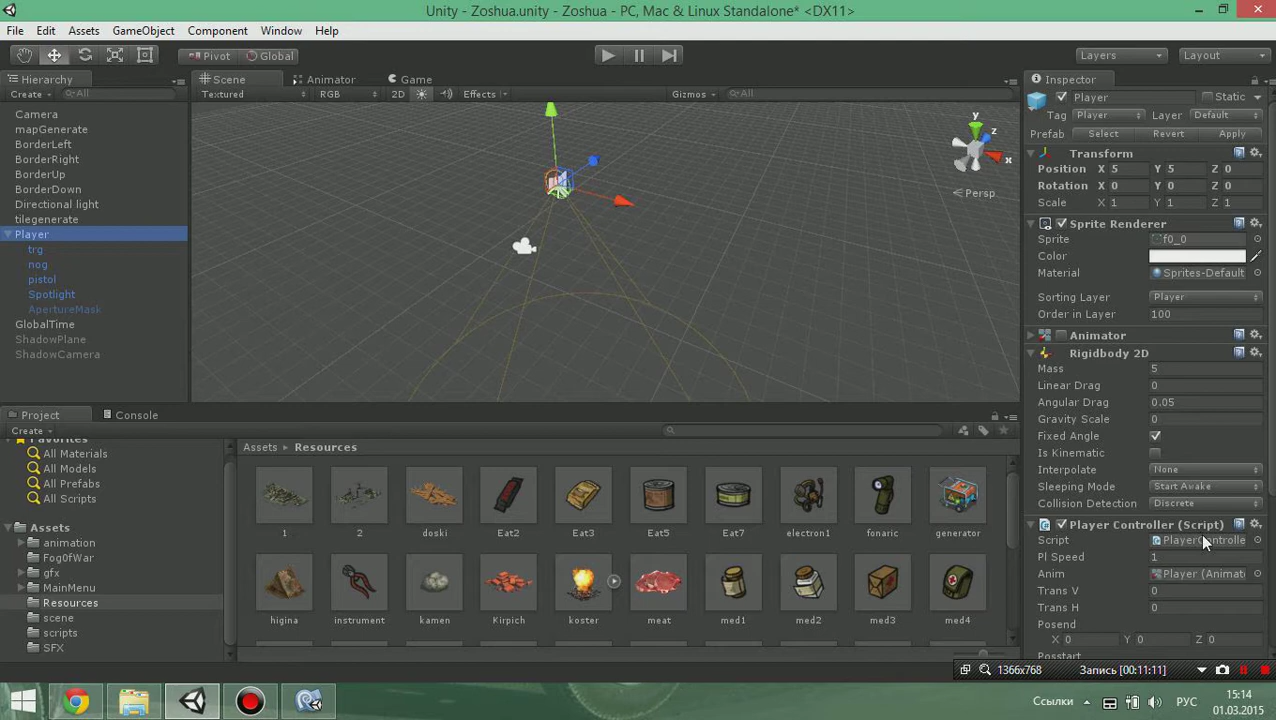 Unity - Zoshua.unity - Zoshua - PC, Mac & Linux Standalone* <DX11>
File Edit Assets GameObject Component Window Help
Pivot Global Layers Layout
Hierarchy
Create All
Camera
mapGenerate
BorderLeft
BorderRight
BorderUp
BorderDown
Directional light
tilegenerate
Player
trg
nog
pistol
Spotlight
ApertureMask
GlobalTime
ShadowPlane
ShadowCamera
Scene Animator Game
Textured RGB 2D Effects Gizmos All
y
z
x
Persp
Inspector
Player Static
Tag Player Layer Default
Prefab Select Revert Apply
Transform
Position X 5 Y 5 Z 0
Rotation X 0 Y 0 Z 0
Scale X 1 Y 1 Z 1
Sprite Renderer
Sprite f0_0
Color
Material Sprites-Default
Sorting Layer Player
Order in Layer 100
Animator
Rigidbody 2D
Mass 5
Linear Drag 0
Angular Drag 0.05
Gravity Scale 0
Fixed Angle
Is Kinematic
Interpolate None
Sleeping Mode Start Awake
Collision Detection Discrete
Player Controller (Script)
Script PlayerControlle
Pl Speed 1
Anim Player (Animat
Trans V 0
Trans H 0
Posend
X 0 Y 0 Z 0
Posstart
Project Console
Create
Favorites
All Materials
All Models
All Prefabs
All Scripts
Assets
animation
FogOfWar
gfx
MainMenu
Resources
scene
scripts
SFX
Assets Resources
1 doski Eat2 Eat3 Eat5 Eat7 electron1 fonaric generator
higina instrument kamen Kirpich koster meat med1 med2 med3 med4
1366x768 Запись [00:11:11]
Ссылки РУС 15:14
01.03.2015